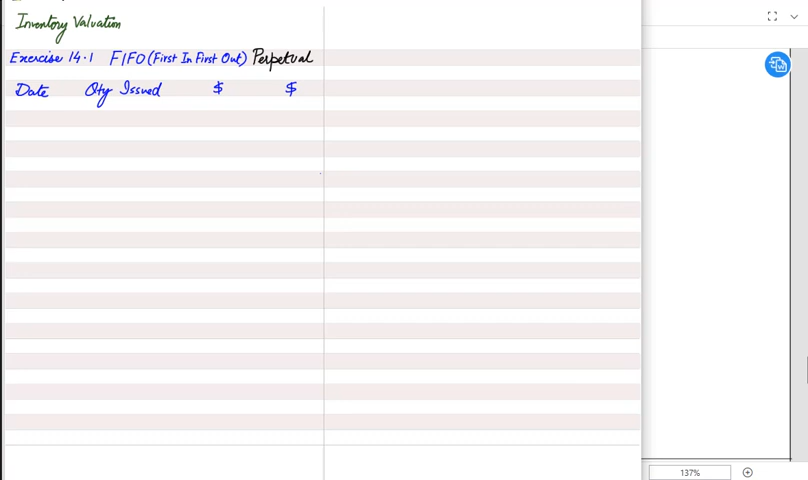 Inventory Valuation
Exercise 14.1 FIFO (First In First Out) Perpetual
Date Qty Issued $ $
137%